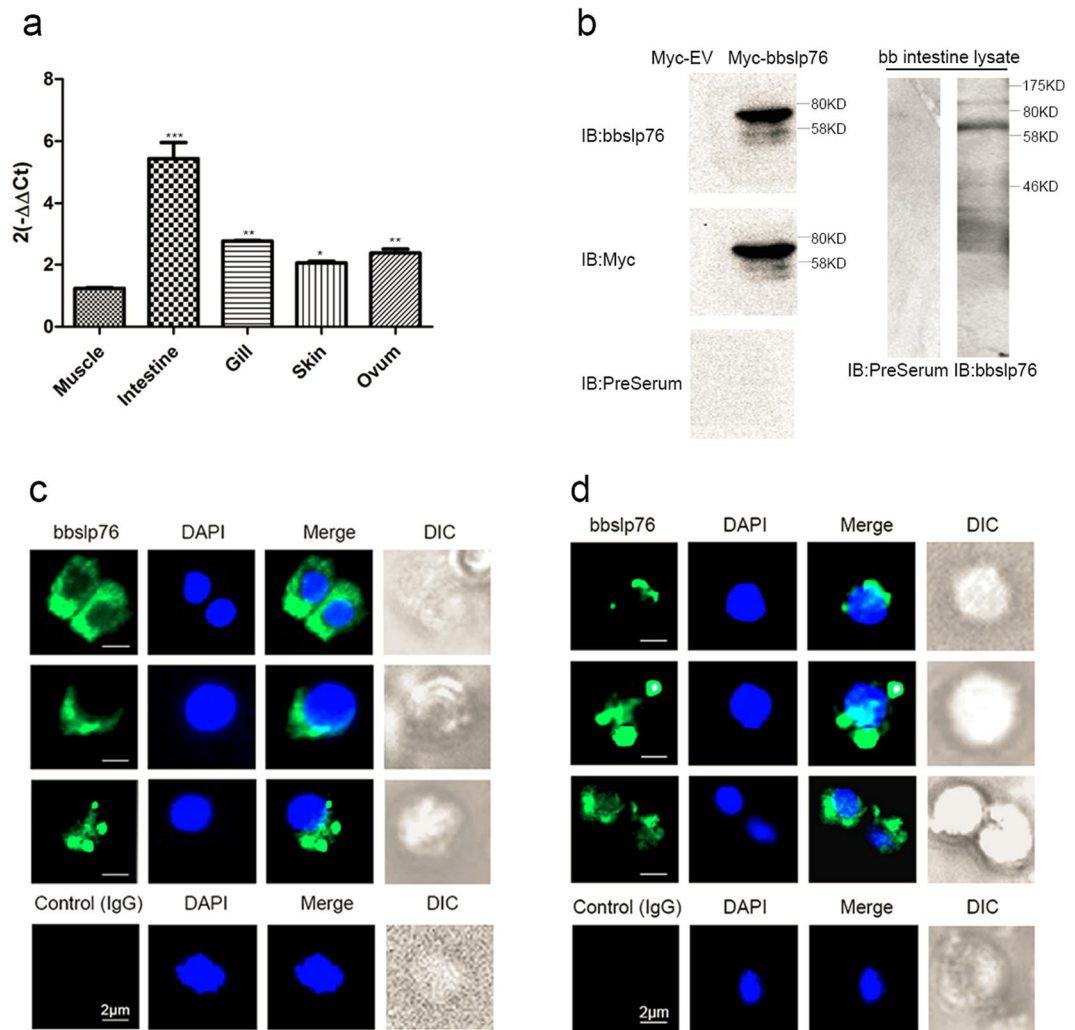 a
2(-ΔΔCt)
8
6
4
2
0
***
**
*
**
Muscle
Intestine
Gill
Skin
Ovum
b
Myc-EV Myc-bbslp76
IB:bbslp76
80KD
58KD
IB:Myc
80KD
58KD
IB:PreSerum
bb intestine lysate
175KD
80KD
58KD
46KD
IB:PreSerum IB:bbslp76
c
bbslp76 DAPI Merge DIC
Control (IgG) DAPI Merge DIC
2μm
d
bbslp76 DAPI Merge DIC
Control (IgG) DAPI Merge DIC
2μm